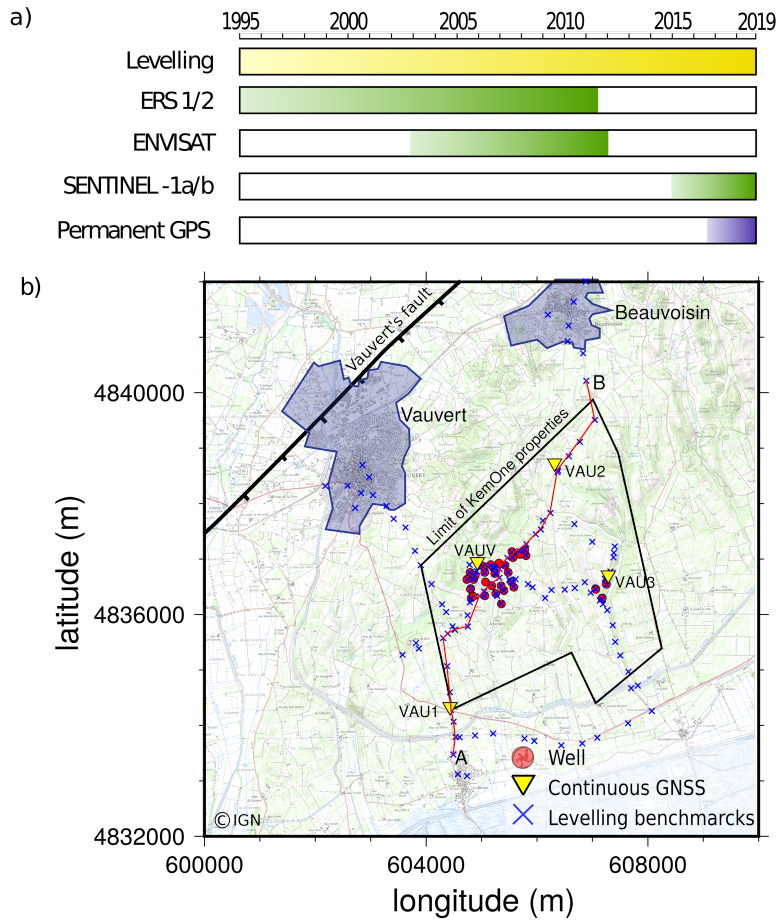 a)
1995 2000 2005 2010 2015 2019
Levelling
ERS 1/2
ENVISAT
SENTINEL -1a/b
Permanent GPS
b)
Vauvert's fault
Beauvoisin
B
4840000
Vauvert
Limit of KemOne properties
VAU2
VAUV
VAU3
latitude (m)
4836000
VAU1
A
Well
Continuous GNSS
Levelling benchmarcks
©IGN
4832000
600000 604000 608000
longitude (m)